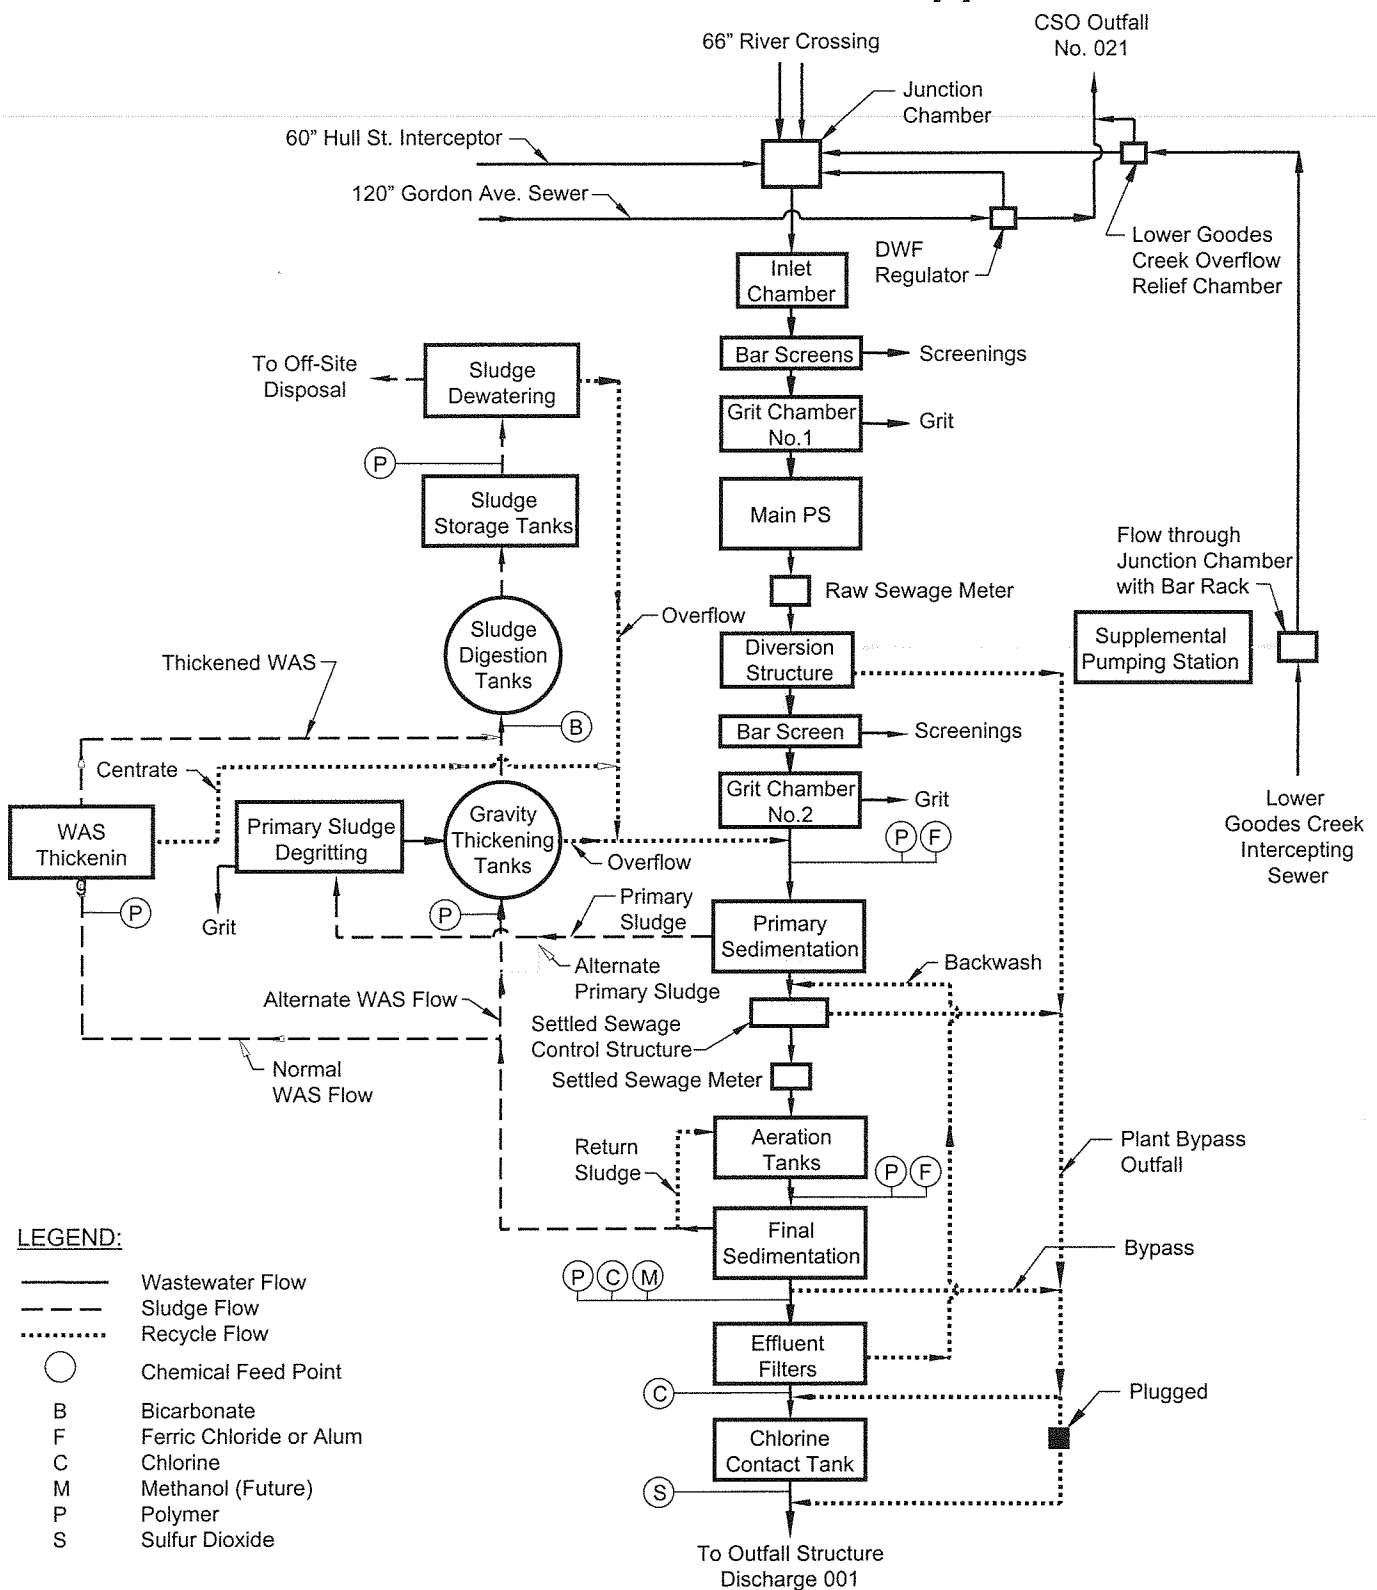 CSO Outfall
No. 021
66" River Crossing
Junction
Chamber
60" Hull St. Interceptor
120" Gordon Ave. Sewer
DWF
Regulator
Lower Goodes
Creek Overflow
Relief Chamber
Inlet
Chamber
Bar Screens
Screenings
To Off-Site
Disposal
Sludge
Dewatering
Grit Chamber
No.1
Grit
P
Sludge
Storage Tanks
Main PS
Flow through
Junction Chamber
with Bar Rack
Raw Sewage Meter
Overflow
Sludge
Digestion
Tanks
Diversion
Structure
Supplemental
Pumping Station
Thickened WAS
B
Bar Screen
Screenings
Centrate
Grit Chamber
No.2
Grit
Lower
Goodes Creek
Intercepting
Sewer
WAS
Thickenin
g
Primary Sludge
Degritting
Gravity
Thickening
Tanks
Overflow
P F
P
Grit
P
Primary
Sludge
Primary
Sedimentation
Alternate
Primary Sludge
Backwash
Alternate WAS Flow
Settled Sewage
Control Structure
Normal
WAS Flow
Settled Sewage Meter
Aeration
Tanks
Return
Sludge
P F
Plant Bypass
Outfall
Final
Sedimentation
Bypass
P C M
Effluent
Filters
C
Plugged
Chlorine
Contact Tank
S
To Outfall Structure
Discharge 001
LEGEND:
Wastewater Flow
Sludge Flow
Recycle Flow
Chemical Feed Point
B Bicarbonate
F Ferric Chloride or Alum
C Chlorine
M Methanol (Future)
P Polymer
S Sulfur Dioxide